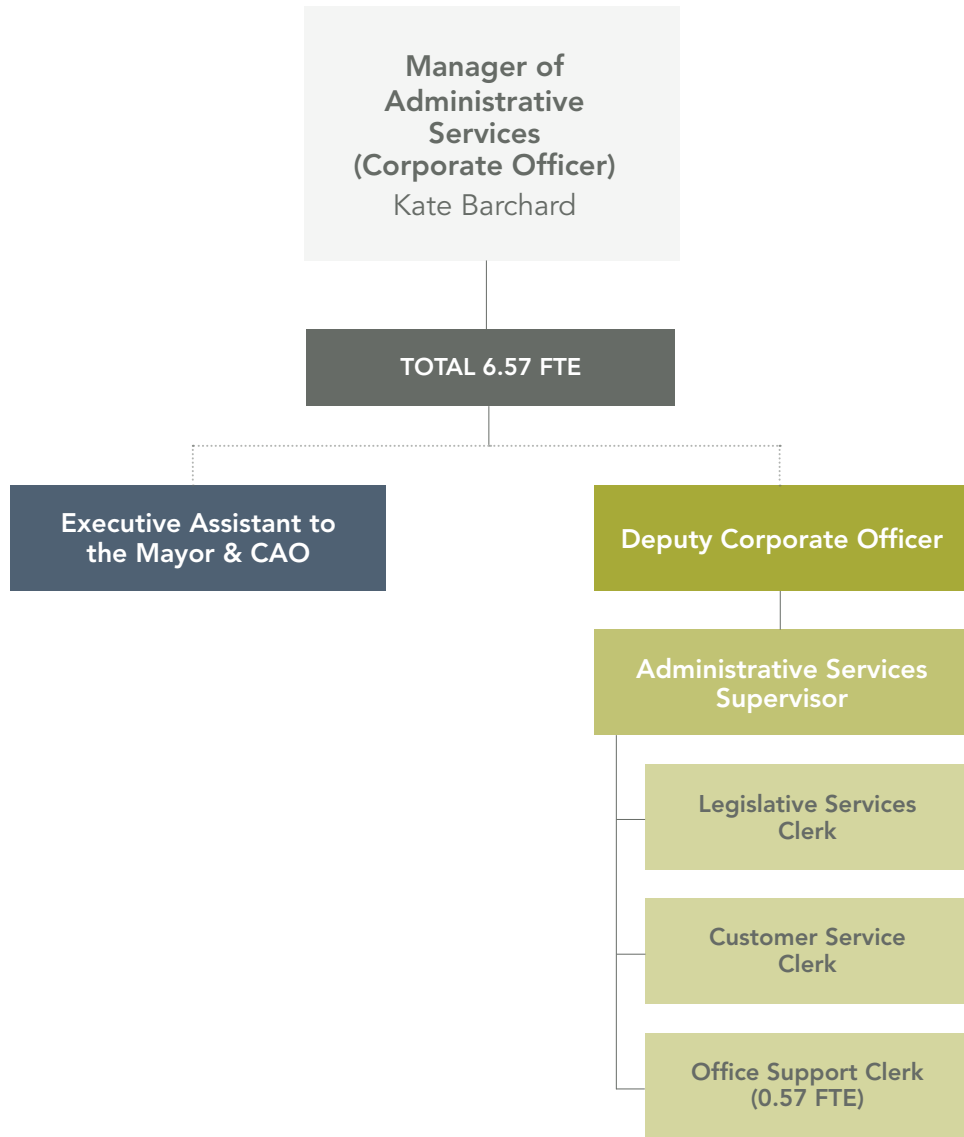 Manager of
Administrative
Services
(Corporate Officer)
Kate Barchard
TOTAL 6.57 FTE
Executive Assistant to
the Mayor & CAO
Deputy Corporate Officer
Administrative Services
Supervisor
Legislative Services
Clerk
Customer Service
Clerk
Office Support Clerk
(0.57 FTE)